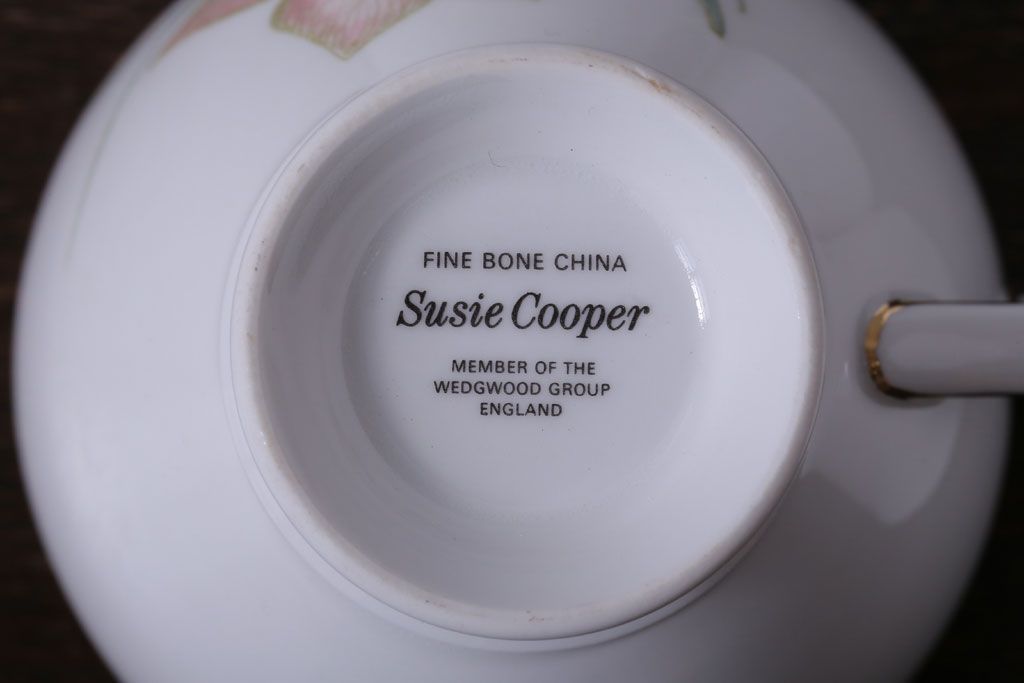 FINE BONE CHINA
Susie Cooper
MEMBER OF THE
WEDGWOOD GROUP
ENGLAND